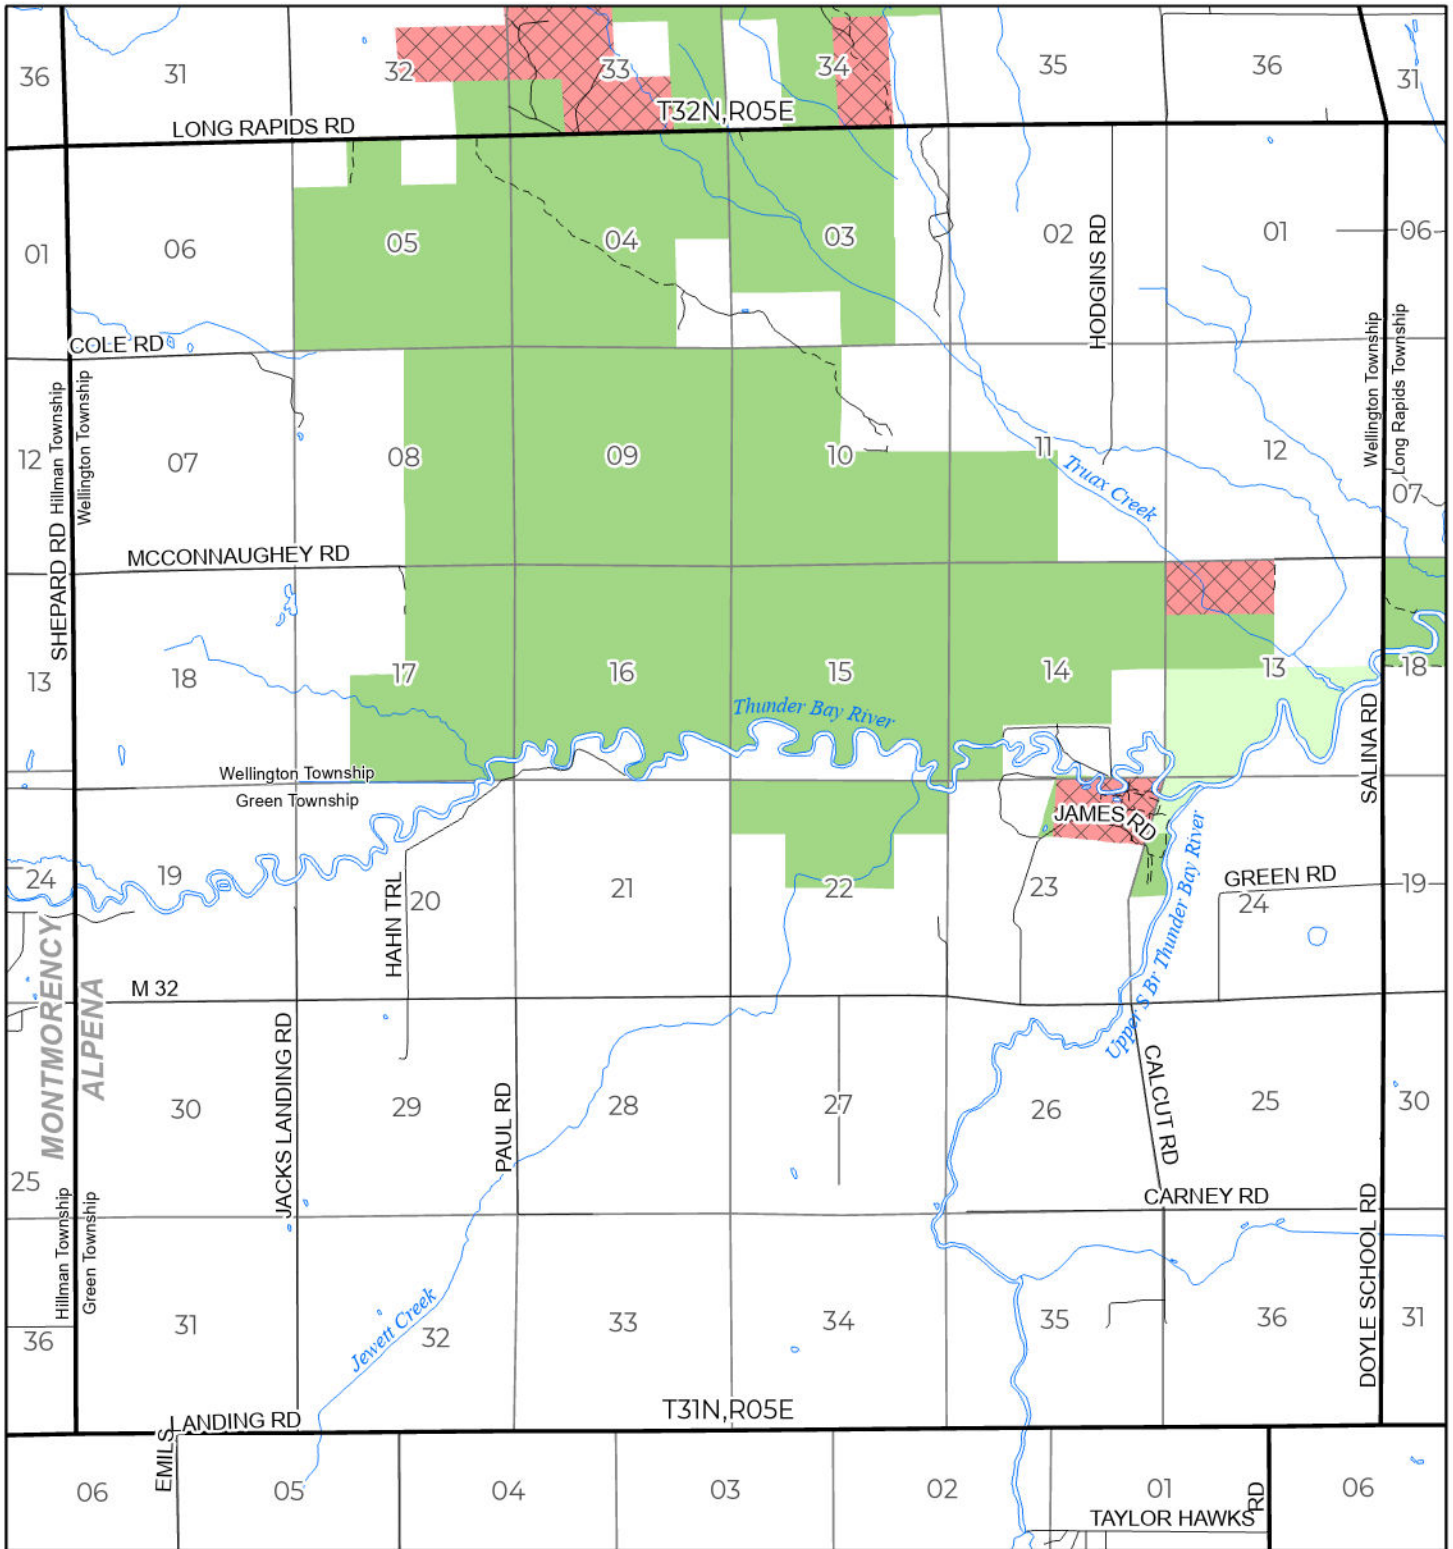 36
31
32
33
34
35
36
31
T32N,R05E
LONG RAPIDS RD
01
06
05
04
03
02
HODGINS RD
01
06
COLE RD
Hillman Township
Wellington Township
Wellington Township
Long Rapids Township
12
07
08
09
10
11
12
07
Truax Creek
SHEPARD RD
MCCONNAUGHEY RD
13
18
17
16
15
14
13
18
Thunder Bay River
SALINA RD
Wellington Township
Green Township
JAMES RD
24
19
20
21
22
23
24
19
GREEN RD
HAHN TRL
Upper S Br Thunder Bay River
M 32
MONTMORENCY
ALPENA
JACKS LANDING RD
PAUL RD
CALCUT RD
25
30
29
28
27
26
25
30
CARNEY RD
Hillman Township
Green Township
DOYLE SCHOOL RD
36
31
32
33
34
35
36
31
Jewett Creek
T31N,R05E
EMILS
LANDING RD
06
05
04
03
02
01
06
TAYLOR HAWKS
RD